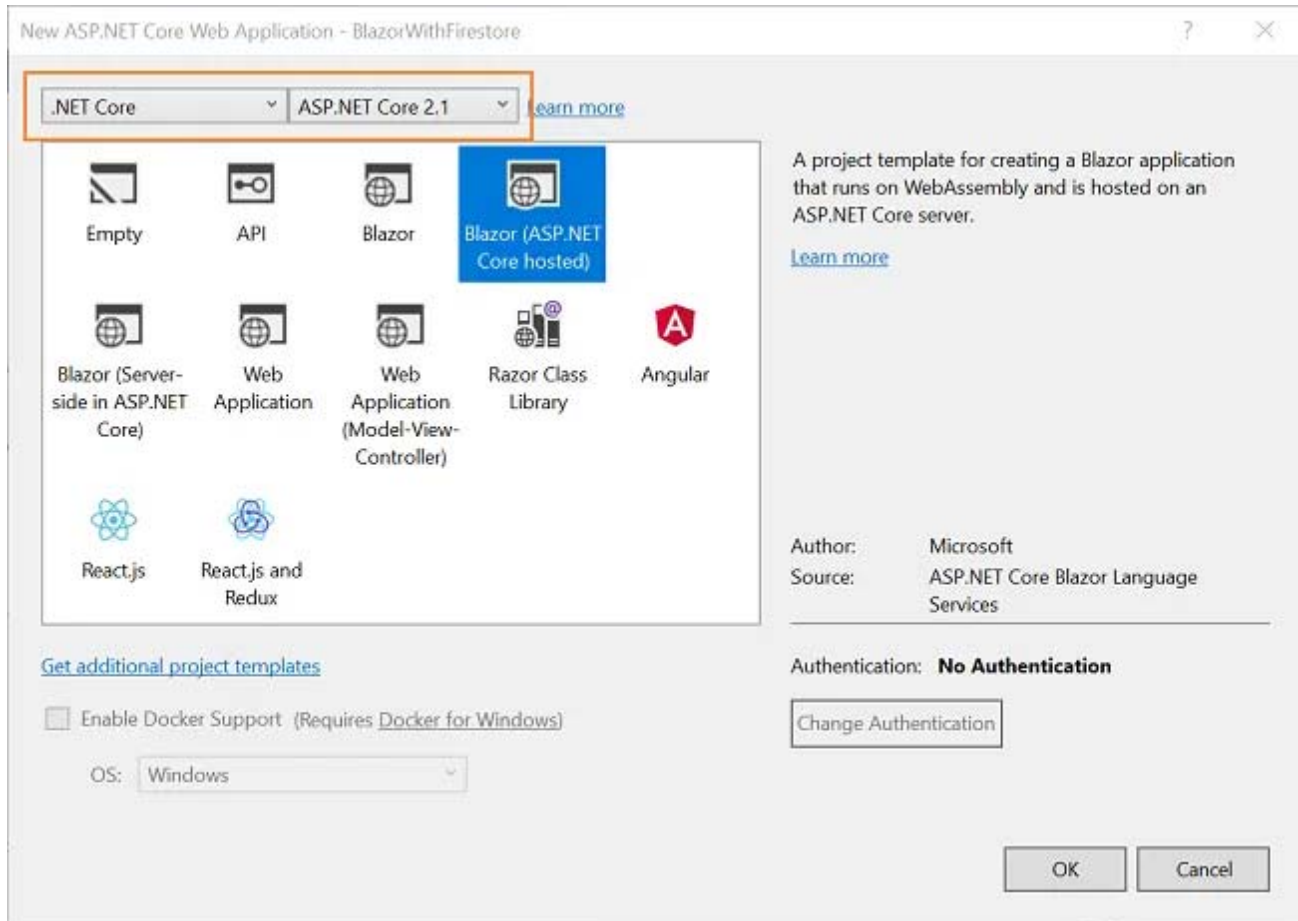 New ASP.NET Core Web Application - BlazorWithFirestore
?
.NET Core
ASP.NET Core 2.1
Learn more
Empty
API
Blazor
Blazor (ASP.NET
Core hosted)
Blazor (Server-
side in ASP.NET
Core)
Web
Application
Web
Application
(Model-View-
Controller)
Razor Class
Library
Angular
React.js
React.js and
Redux
Get additional project templates
Enable Docker Support (Requires Docker for Windows)
OS: Windows
A project template for creating a Blazor application
that runs on WebAssembly and is hosted on an
ASP.NET Core server.
Learn more
Author: Microsoft
Source: ASP.NET Core Blazor Language
Services
Authentication: No Authentication
Change Authentication
OK
Cancel